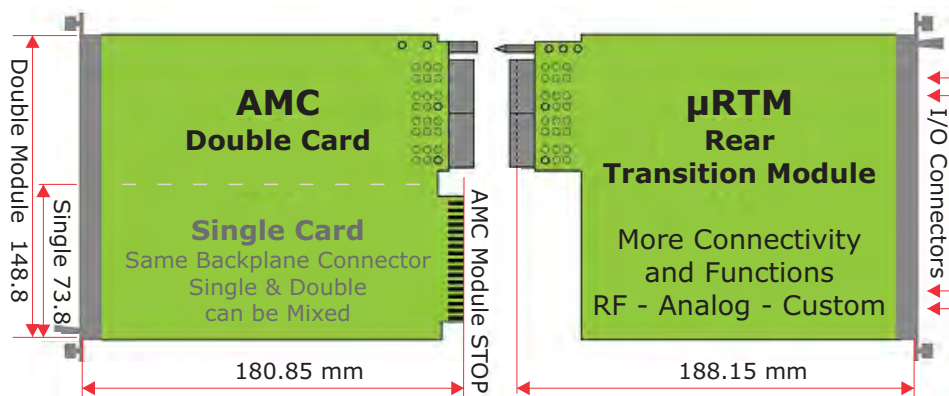 Double Module 148.8
Single 73.8
AMC
Double Card
Single Card
Same Backplane Connector
Single & Double
can be Mixed
180.85 mm
AMC Module STOP
µRTM
Rear
Transition Module
More Connectivity
and Functions
RF - Analog - Custom
188.15 mm
I/O Connectors